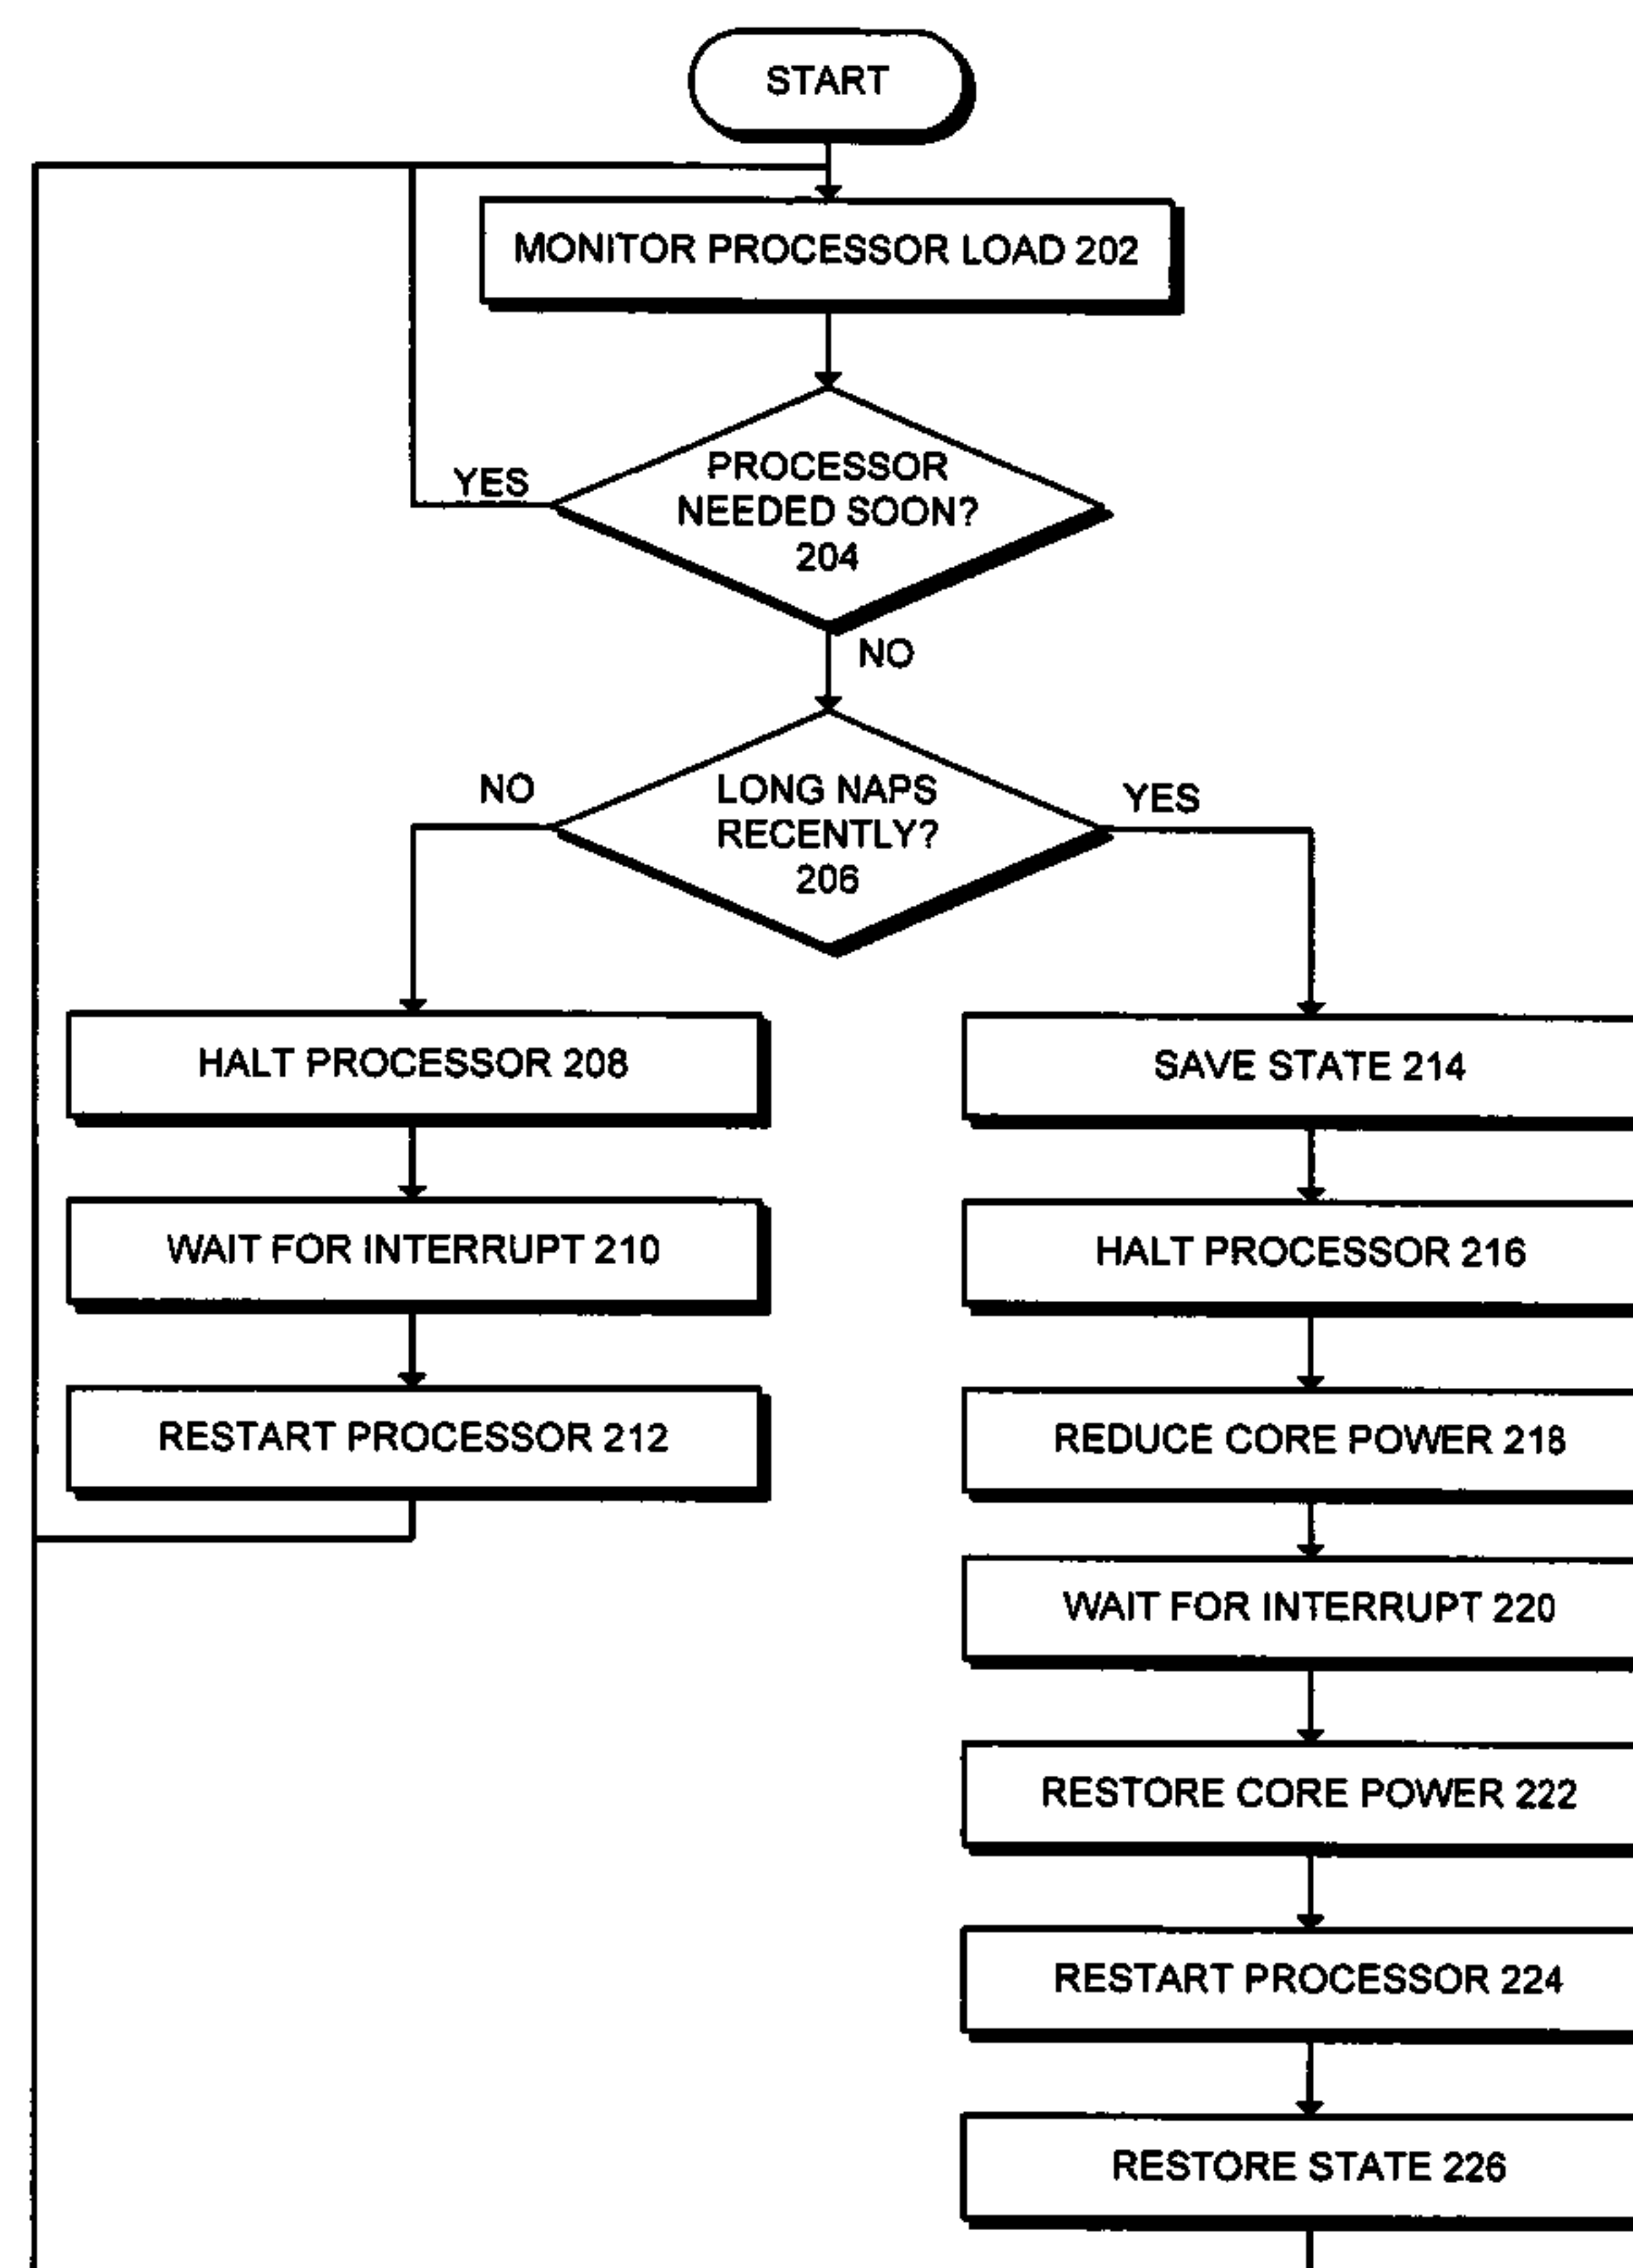 START
MONITOR PROCESSOR LOAD 202
YES
PROCESSOR
NEEDED SOON?
204
NO
NO
LONG NAPS
RECENTLY?
206
YES
HALT PROCESSOR 208
WAIT FOR INTERRUPT 210
RESTART PROCESSOR 212
SAVE STATE 214
HALT PROCESSOR 216
REDUCE CORE POWER 218
WAIT FOR INTERRUPT 220
RESTORE CORE POWER 222
RESTART PROCESSOR 224
RESTORE STATE 226